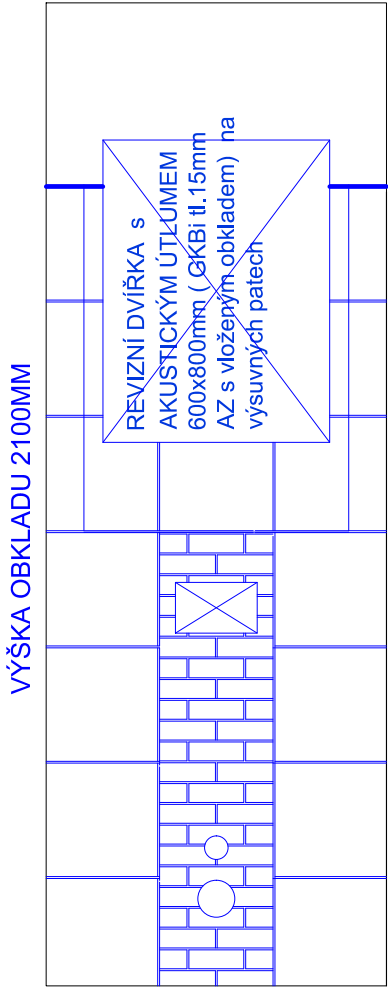 VÝŠKA OBKLADU 2100MM
REVIZNÍ DVÍŘKA s
AKUSTICKÝM ÚTLUMEM
600x800mm ( GKBi tl.15mm
AZ s vloženým obkladem) na
výsuvných patech